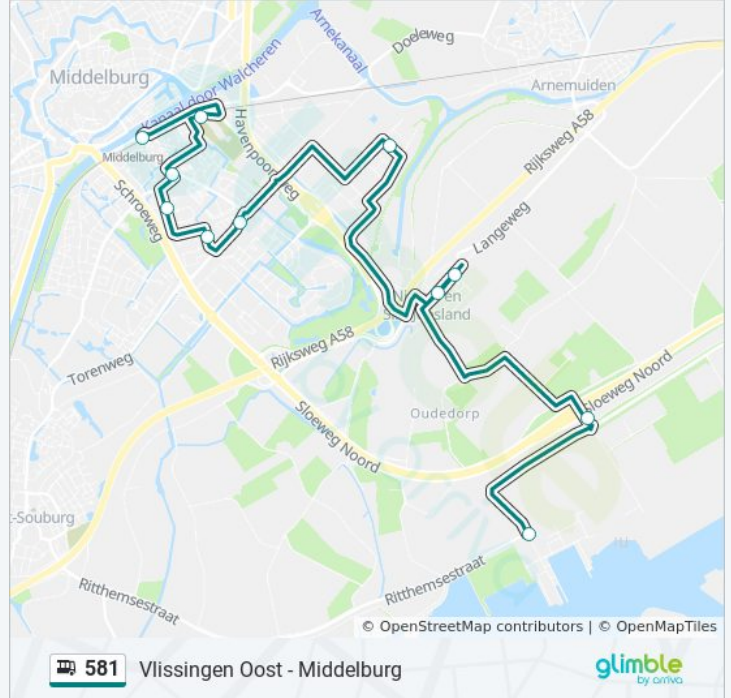 Arnekanaal
Doeleweg
Middelburg
Kanaal door Walcheren
Arnemuiden
Havenpoortweg
Rijksweg A58
Middelburg
Schroeweg
Langeweg
Rijksweg A58
Torenweg
Oudedorp
Sloeweg Noord
Sloeweg Noord
t-Souburg
Ritthemsestraat
Ritthemsestraat
© OpenStreetMap contributors | © OpenMapTiles
581 Vlissingen Oost - Middelburg
glimble
by arriva